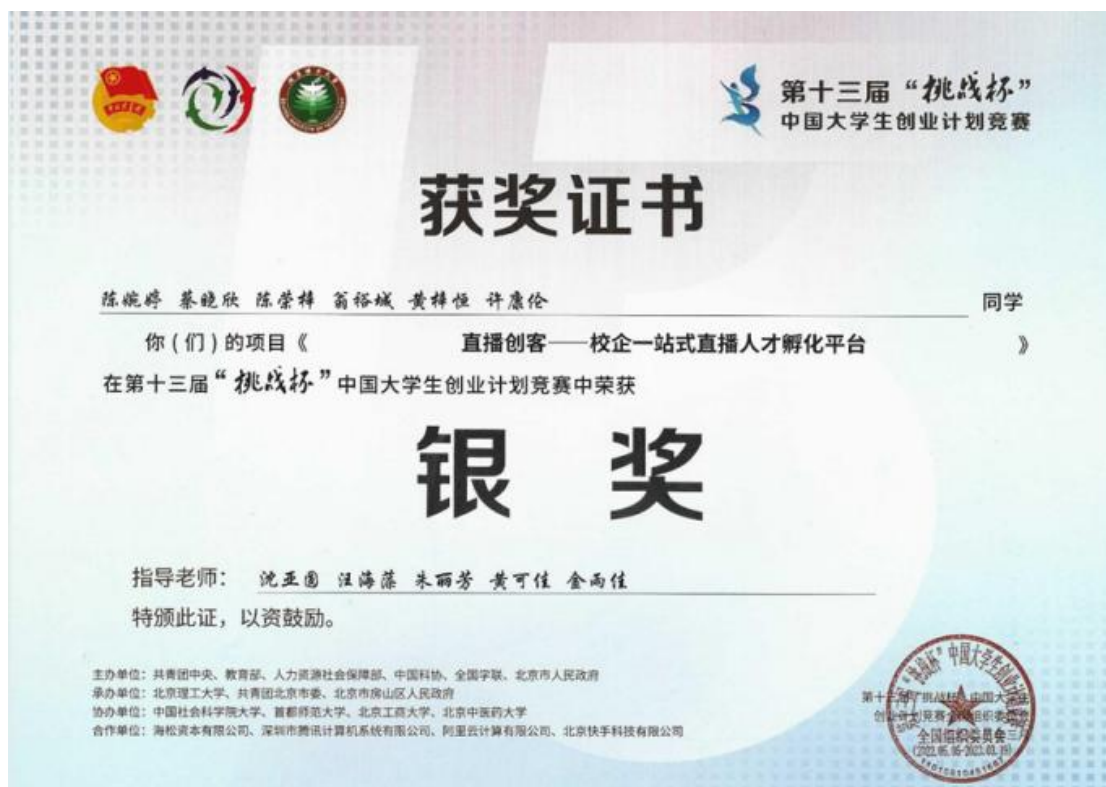 第十三届“挑战杯”
中国大学生创业计划竞赛
获奖证书
陈婉婷 蔡晓欣 陈荣梓 翁裕城 黄梓恒 许康伦 同学
你(们)的项目《 直播创客——校企一站式直播人才孵化平台 》
在第十三届“挑战杯”中国大学生创业计划竞赛中荣获
银 奖
指导老师: 沈亚圆 汪海藻 朱丽芳 黄可佳 金雨佳
特颁此证，以资鼓励。
主办单位：共青团中央、教育部、人力资源社会保障部、中国科协、全国学联、北京市人民政府
承办单位：北京理工大学、共青团北京市委、北京市房山区人民政府
协办单位：中国社会科学院大学、首都师范大学、北京工商大学、北京中医药大学
合作单位：海松资本有限公司、深圳市腾讯计算机系统有限公司、阿里云计算有限公司、北京快手科技有限公司
全国组织委员会